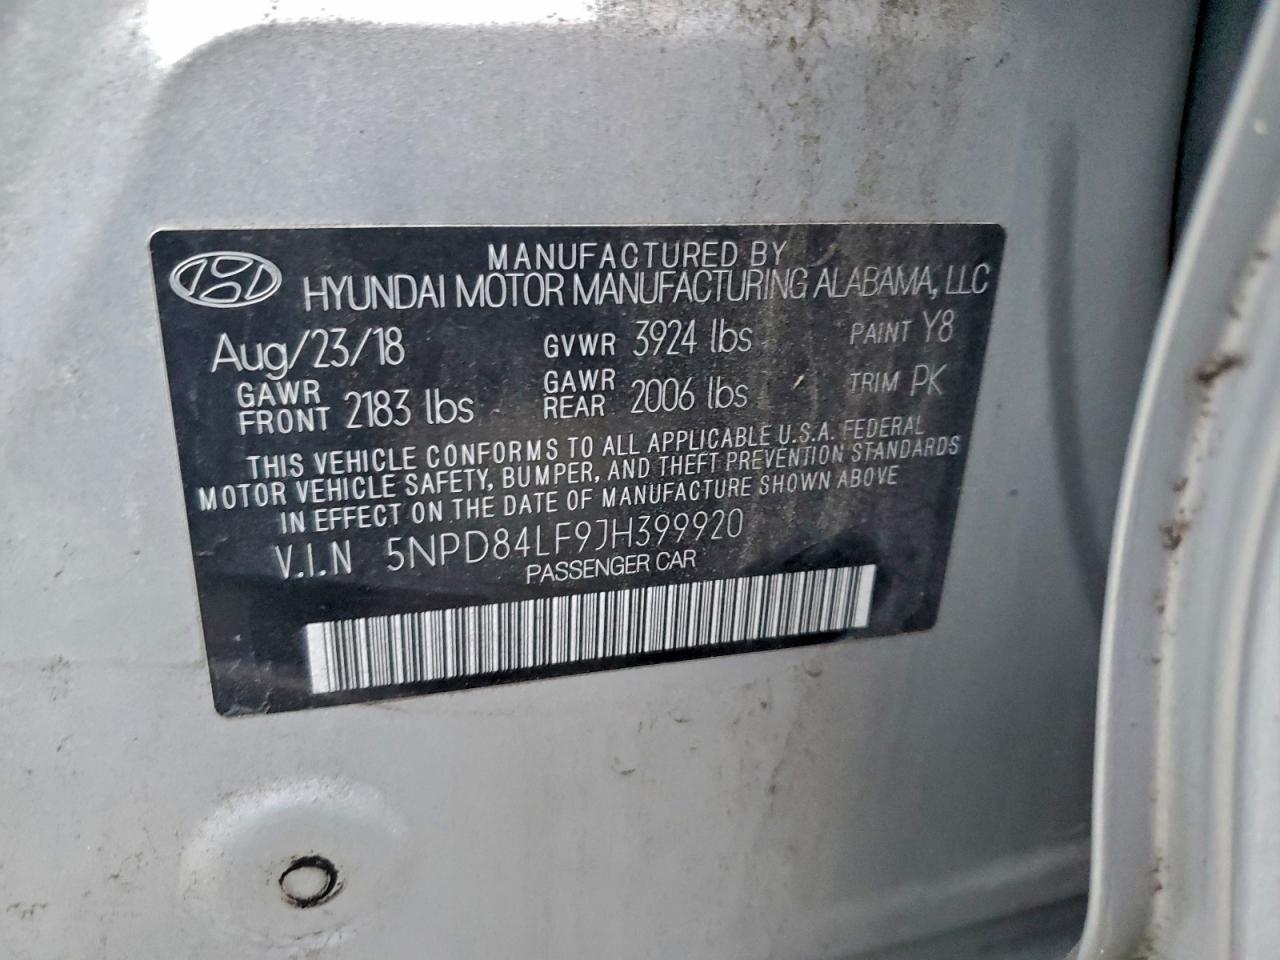 MANUFACTURED BY
HYUNDAI MOTOR MANUFACTURING ALABAMA, LLC
Aug/23/18 GVWR 3924 lbs PAINT Y8
GAWR FRONT 2183 lbs GAWR REAR 2006 lbs TRIM PK
THIS VEHICLE CONFORMS TO ALL APPLICABLE U.S.A. FEDERAL
MOTOR VEHICLE SAFETY, BUMPER, AND THEFT PREVENTION STANDARDS
IN EFFECT ON THE DATE OF MANUFACTURE SHOWN ABOVE
V.I.N 5NPD84LF9JH399920
PASSENGER CAR